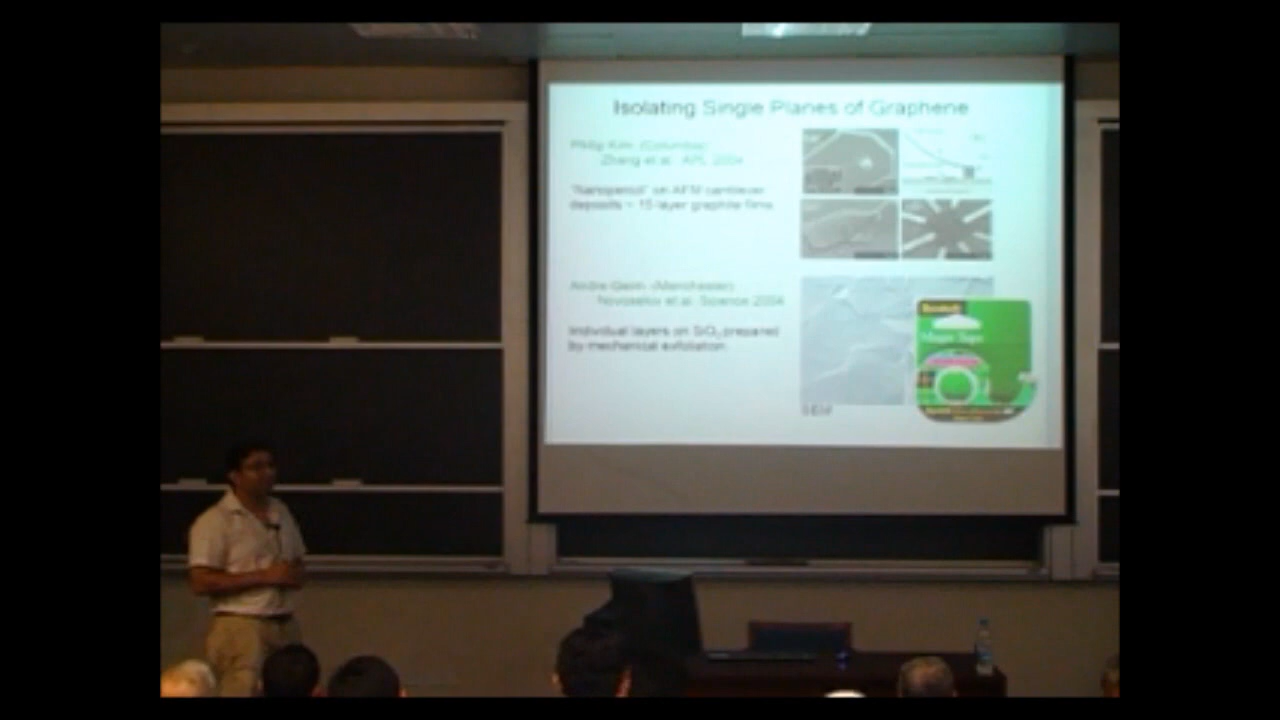 Isolating Single Planes of Graphene
Philip Kim (Columbia)
Zhang et al. APL 2004
"Nanopencil" on AFM cantilever
deposits ~ 15 layer graphite films
Andre Geim (Manchester)
Novoselov et al. Science 2004
Individual layers on SiO₂ prepared
by mechanical exfoliation.
Scotch
Magic Tape
SEM